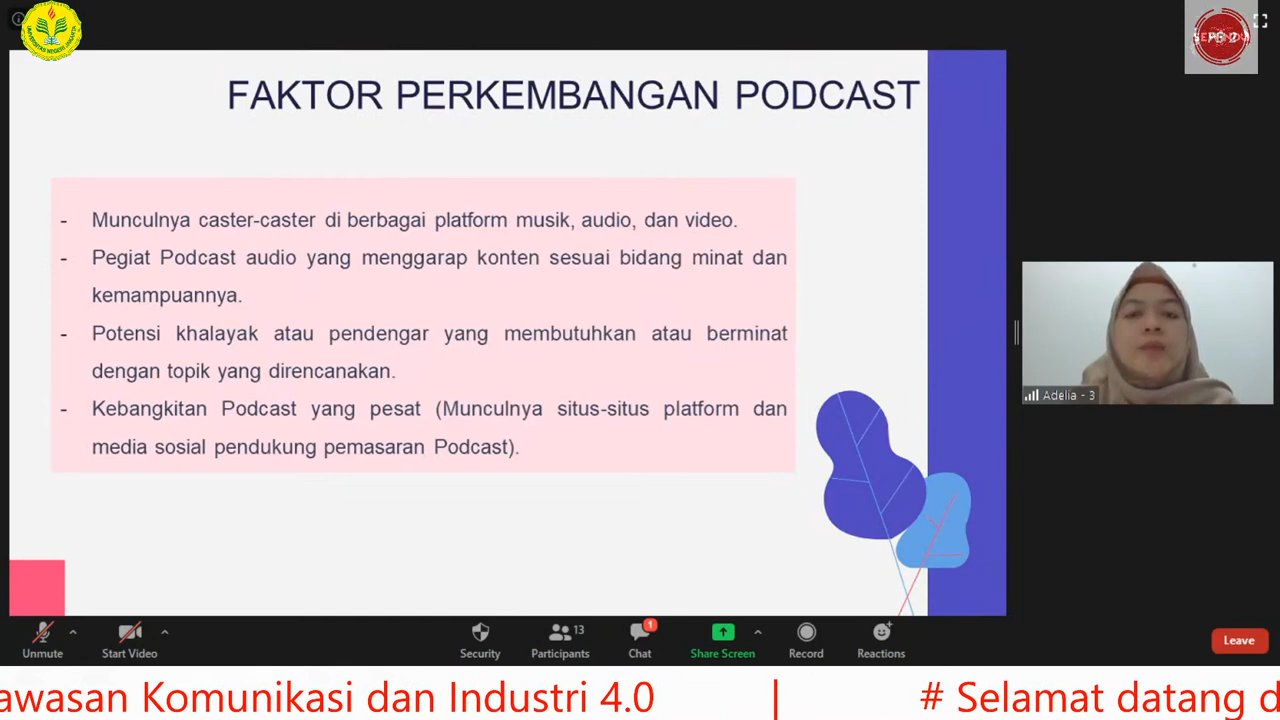 UNIVERSITAS NEGERI JAKARTA
FAKTOR PERKEMBANGAN PODCAST
- Munculnya caster-caster di berbagai platform musik, audio, dan video.
- Pegiat Podcast audio yang menggarap konten sesuai bidang minat dan
kemampuannya.
- Potensi khalayak atau pendengar yang membutuhkan atau berminat
dengan topik yang direncanakan.
- Kebangkitan Podcast yang pesat (Munculnya situs-situs platform dan
media sosial pendukung pemasaran Podcast).
Adelia - 3
Unmute
Start Video
Security
13
Participants
1
Chat
Share Screen
Record
Reactions
Leave
awasan Komunikasi dan Industri 4.0 | # Selamat datang d